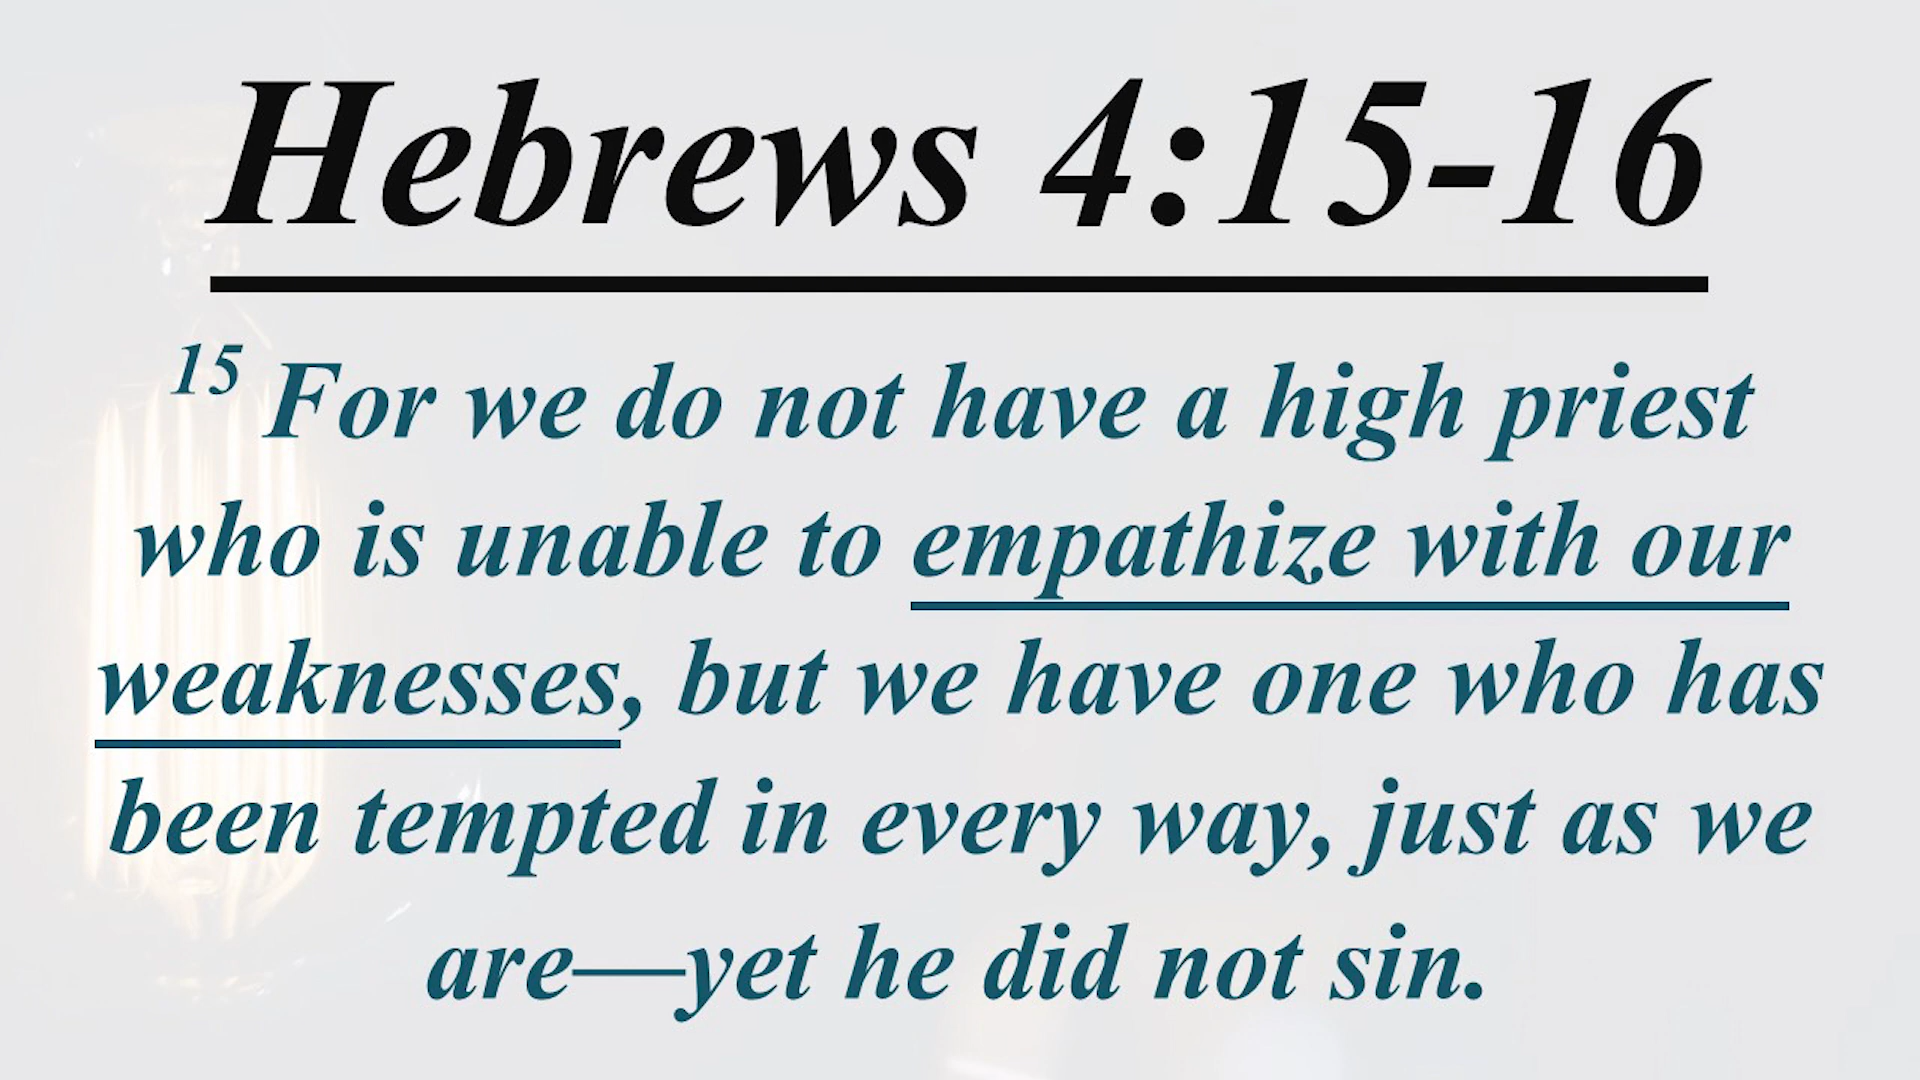 Hebrews 4:15-16
15 For we do not have a high priest
who is unable to empathize with our
weaknesses, but we have one who has
been tempted in every way, just as we
are—yet he did not sin.